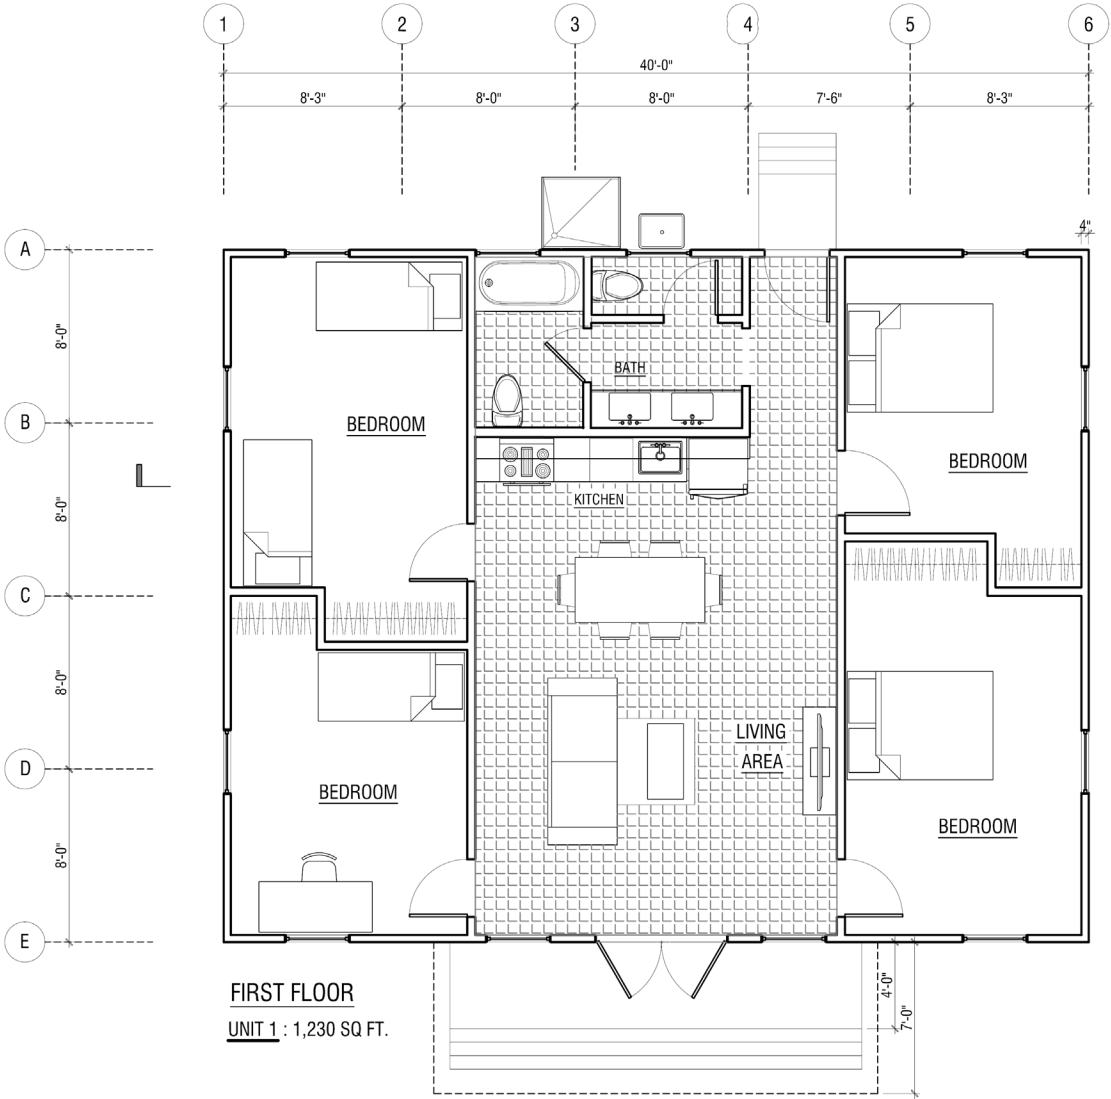 1 2 3 4 5 6
40'-0"
8'-3" 8'-0" 8'-0" 7'-6" 8'-3"
4"
A
8'-0"
BATH
B
BEDROOM
BEDROOM
KITCHEN
8'-0"
C
8'-0"
LIVING
AREA
D
BEDROOM
BEDROOM
8'-0"
E
4'-0"
7'-0"
FIRST FLOOR
UNIT 1 : 1,230 SQ FT.